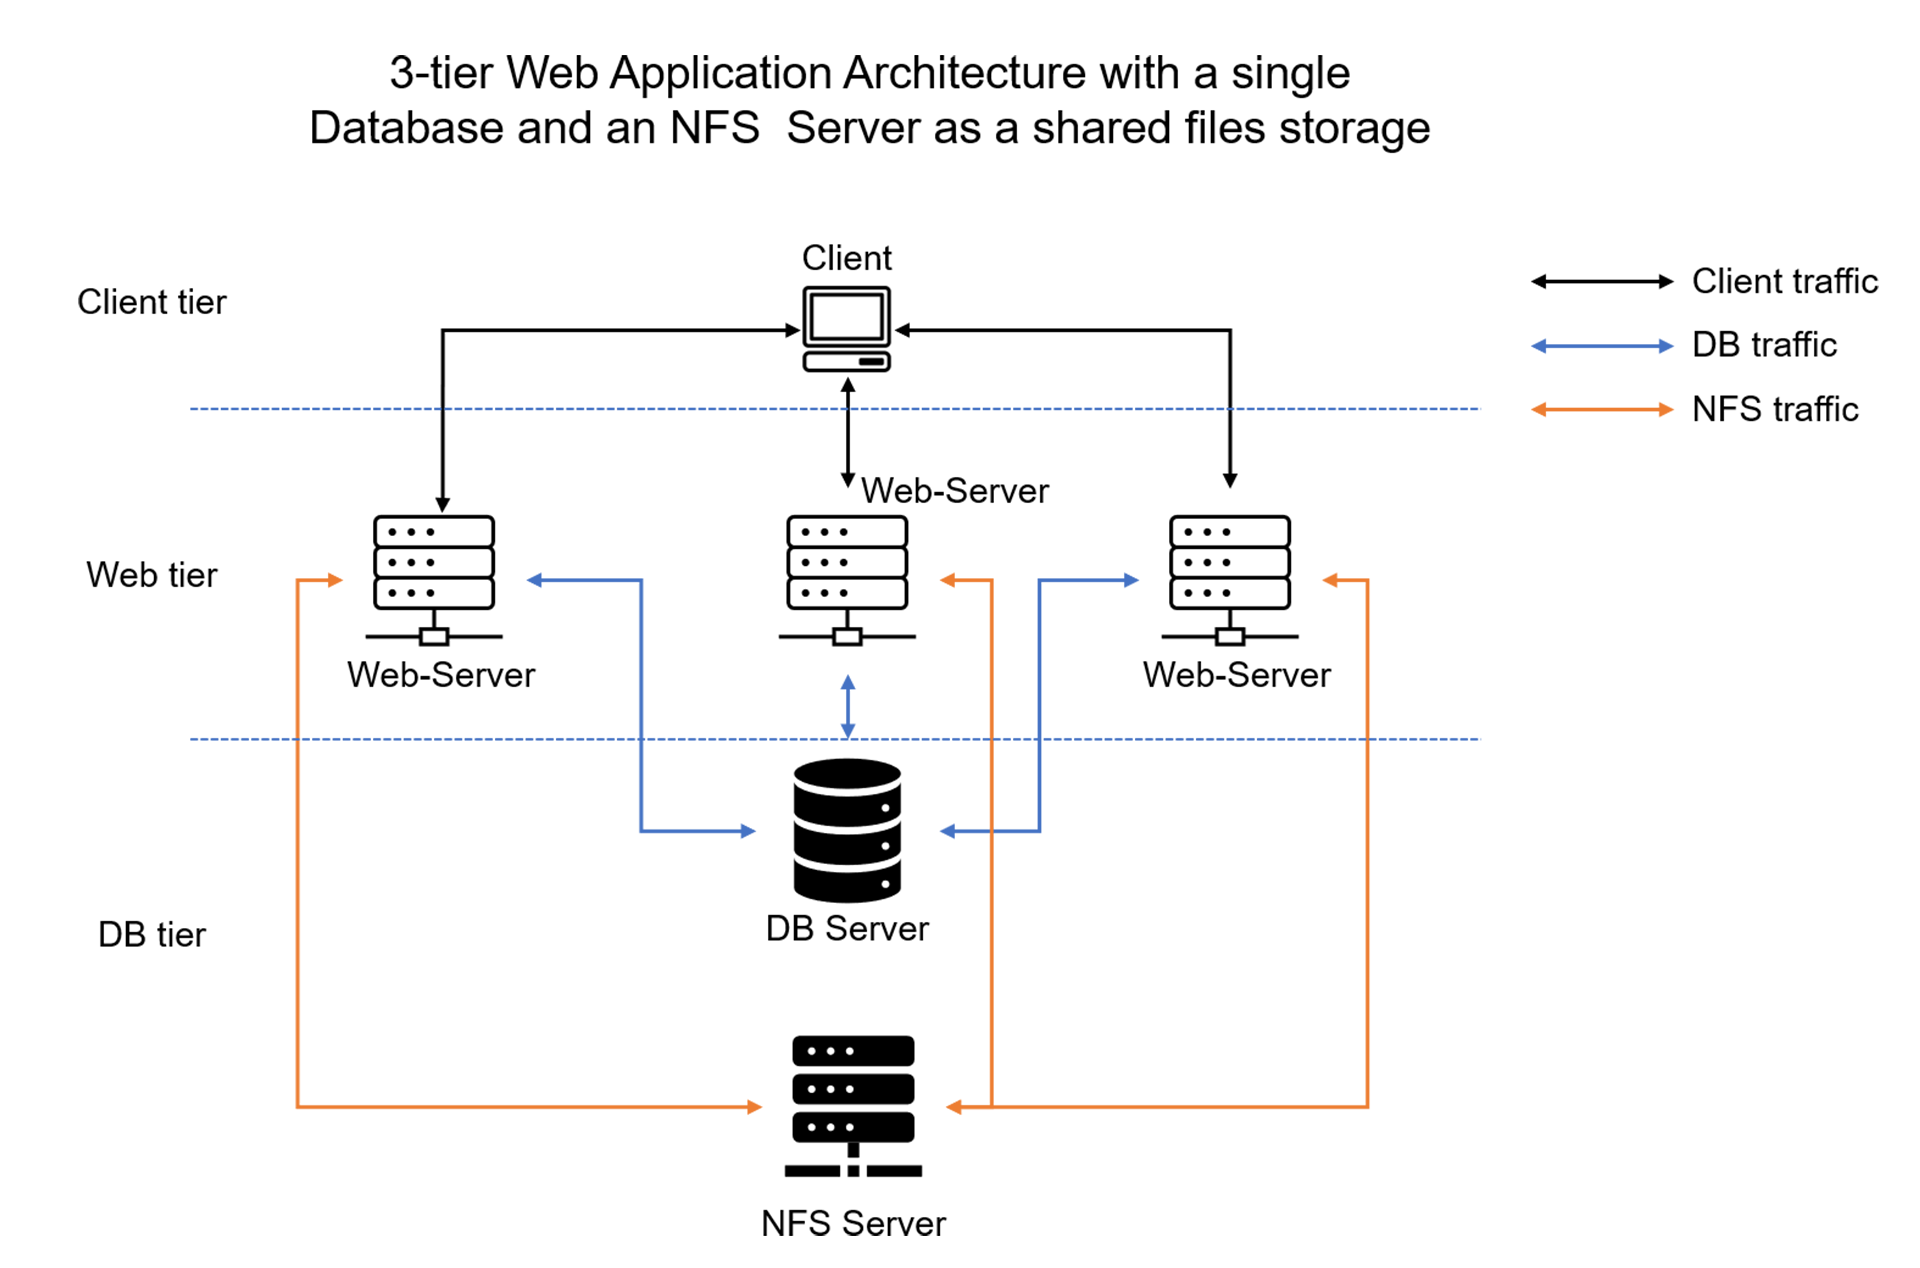 3-tier Web Application Architecture with a single
Database and an NFS Server as a shared files storage
Client
Client tier
Client traffic
DB traffic
NFS traffic
Web-Server
Web tier
Web-Server
Web-Server
DB Server
DB tier
NFS Server